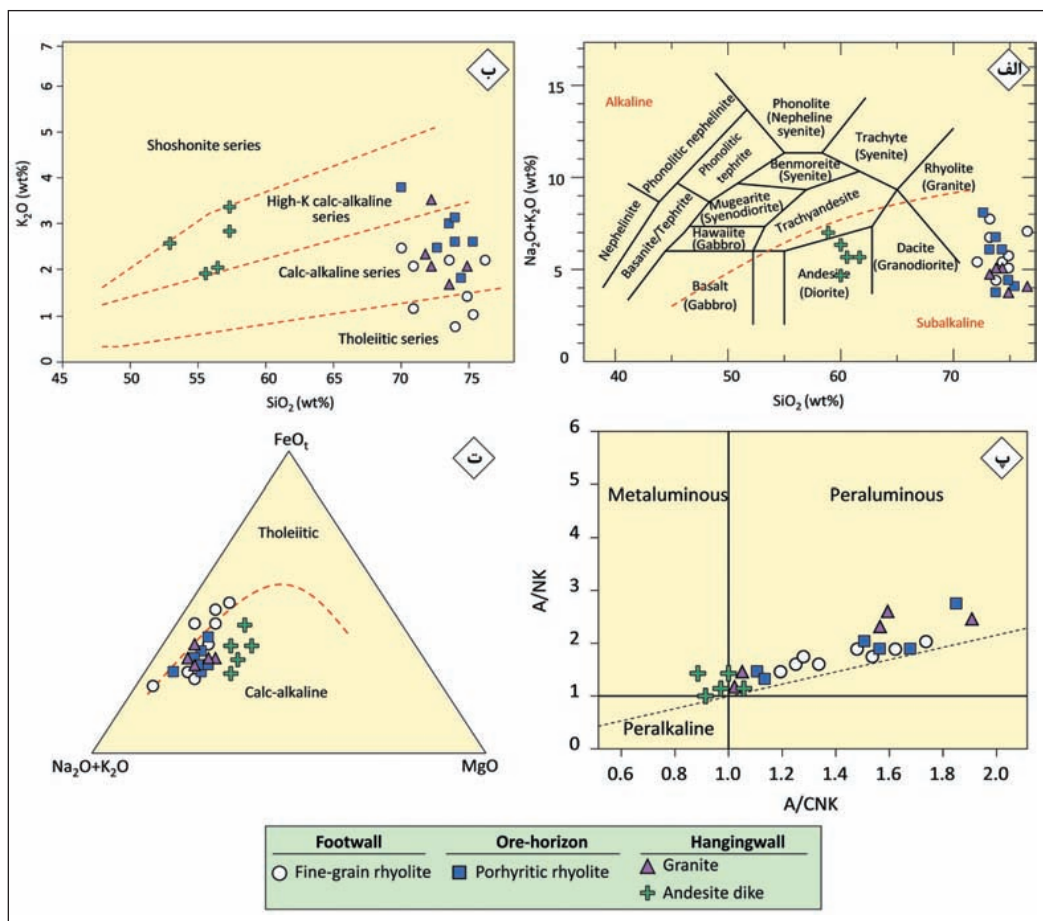 ب
K₂O (wt%)
7
6
5
4
3
2
1
0
Shoshonite series
High-K calc-alkaline
series
Calc-alkaline series
Tholeiitic series
45 50 55 60 65 70 75
SiO₂ (wt%)
الف
Na₂O+K₂O (wt%)
15
10
5
0
Alkaline
Phonolitic nephelinite
Nephelinite
Basanite/Tephrite
Phonolitic
tephrite
Phonolite
(Nepheline
syenite)
Trachyte
(Syenite)
Benmoreite
(Syenite)
Mugearite
(Syenodiorite)
Hawaiite
(Gabbro)
Trachyandesite
Rhyolite
(Granite)
Basalt
(Gabbro)
Andesite
(Diorite)
Dacite
(Granodiorite)
Subalkaline
40 50 60 70
SiO₂ (wt%)
ت
FeOₜ
Tholeiitic
Calc-alkaline
Na₂O+K₂O
MgO
پ
A/NK
6
5
4
3
2
1
0
Metaluminous
Peraluminous
Peralkaline
0.6 0.8 1.0 1.2 1.4 1.6 1.8 2.0
A/CNK
Footwall Ore-horizon Hangingwall
Fine-grain rhyolite Porhyritic rhyolite Granite
Andesite dike